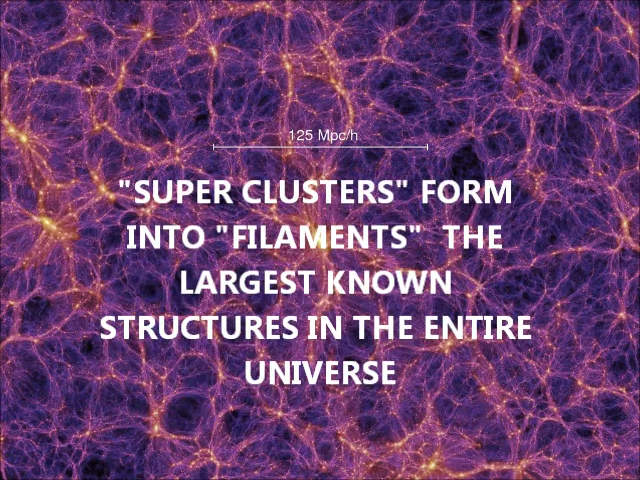 125 Mpc/h
"SUPER CLUSTERS" FORM
INTO "FILAMENTS"  THE
LARGEST KNOWN
STRUCTURES IN THE ENTIRE
UNIVERSE